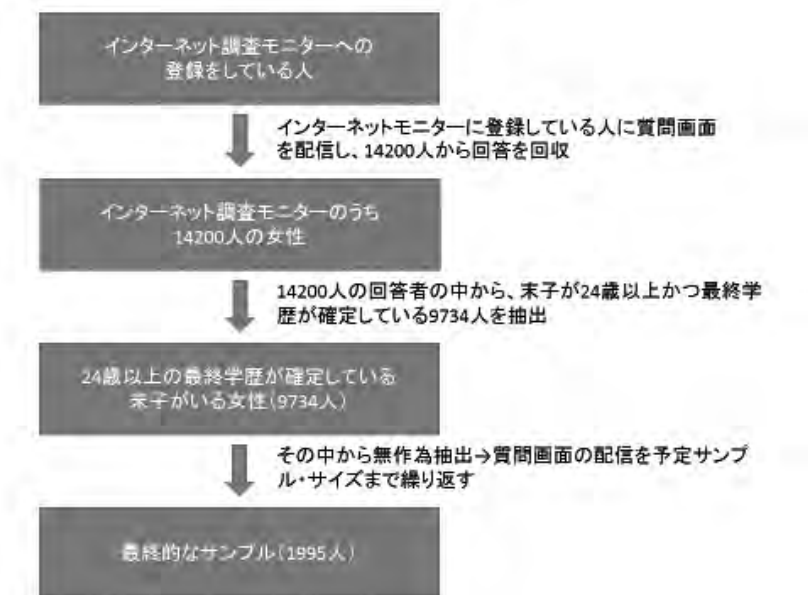 インターネット調査モニターへの
登録をしている人
インターネットモニターに登録している人に質問画面
を配信し、14200人から回答を回収
インターネット調査モニターのうち
14200人の女性
14200人の回答者の中から、末子が24歳以上かつ最終学
歴が確定している9734人を抽出
24歳以上の最終学歴が確定している
末子がいる女性(9734人)
その中から無作為抽出→質問画面の配信を予定サンプ
ル・サイズまで繰り返す
最終的なサンプル(1995人)